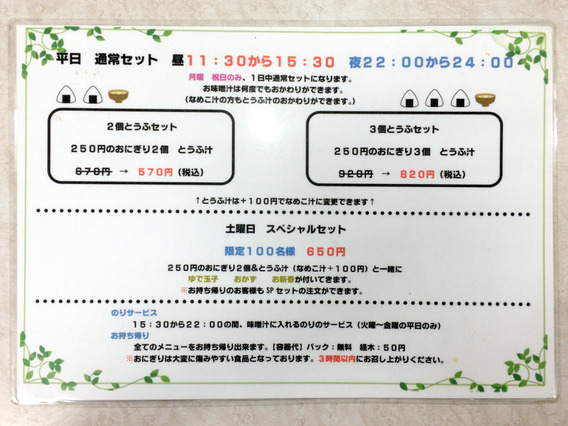 平日　通常セット　昼１１：３０から１５：３０　夜２２：００から２４：００
月曜　祝日のみ、１日中通常セットになります。
お味噌汁は何度でもおかわりができます。
（なめこ汁の方もとうふ汁のおかわりができます。）
２個とうふセット
２５０円のおにぎり２個　とうふ汁
６７０円　→　５７０円（税込）
３個とうふセット
２５０円のおにぎり３個　とうふ汁
９２０円　→　８２０円（税込）
↑とうふ汁は＋１００円でなめこ汁に変更できます↑
土曜日　スペシャルセット
限定１００名様　６５０円
２５０円のおにぎり２個&とうふ汁（なめこ汁＋１００円）と一緒に
ゆで玉子　おかず　お新香が付いてきます。
※お持ち帰りのお客様もSPセットの注文ができます。
のりサービス
１５：３０から２２：００の間、味噌汁に入れるのりのサービス（火曜～金曜の平日のみ）
お持ち帰り
全てのメニューをお持ち帰り出来ます。【容器代】パック：無料　経木：５０円
※おにぎりは大変に傷みやすい食品となっております。３時間以内にお召し上がりください。